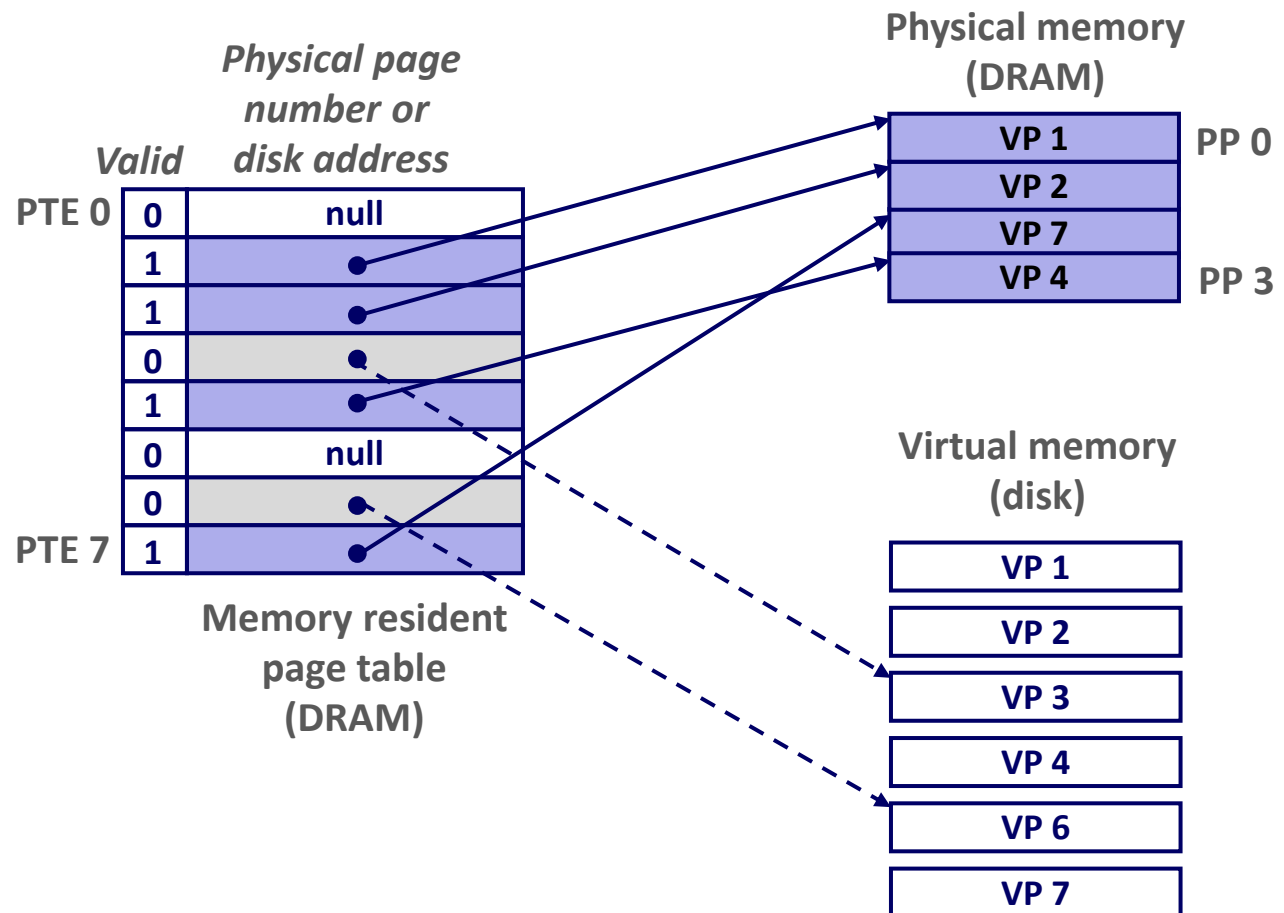 Physical memory
(DRAM)
Physical page
number or
disk address
Valid
VP 1
PP 0
VP 2
VP 7
VP 4
PP 3
PTE 0
0
null
1
1
0
1
0
null
0
PTE 7
1
Memory resident
page table
(DRAM)
Virtual memory
(disk)
VP 1
VP 2
VP 3
VP 4
VP 6
VP 7